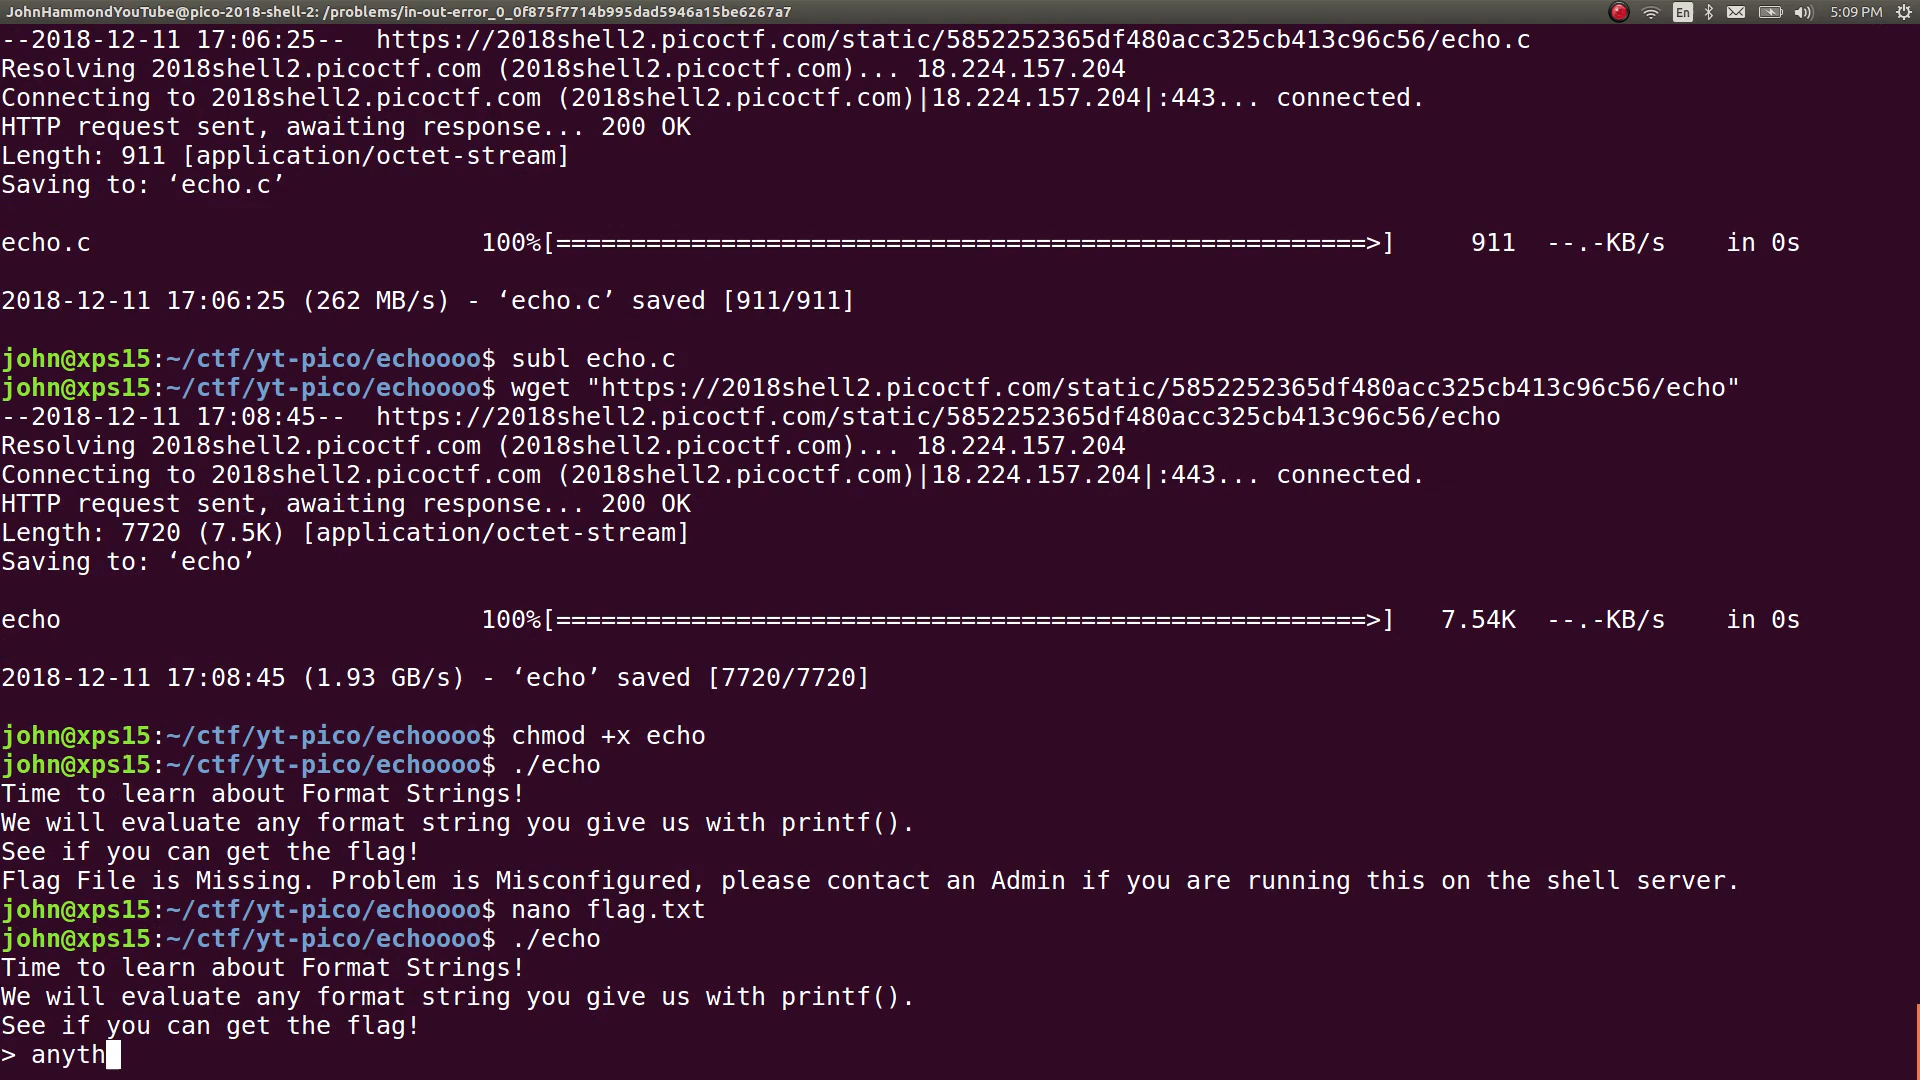 JohnHammondYouTube@pico-2018-shell-2: /problems/in-out-error_0_0f875f7714b995dad5946a15be6267a7
En
5:09 PM
--2018-12-11 17:06:25--  https://2018shell2.picoctf.com/static/5852252365df480acc325cb413c96c56/echo.c
Resolving 2018shell2.picoctf.com (2018shell2.picoctf.com)... 18.224.157.204
Connecting to 2018shell2.picoctf.com (2018shell2.picoctf.com)|18.224.157.204|:443... connected.
HTTP request sent, awaiting response... 200 OK
Length: 911 [application/octet-stream]
Saving to: ‘echo.c’
echo.c 100%[======================================================>] 911 --.-KB/s in 0s
2018-12-11 17:06:25 (262 MB/s) - ‘echo.c’ saved [911/911]
john@xps15:~/ctf/yt-pico/echoooo$ subl echo.c
john@xps15:~/ctf/yt-pico/echoooo$ wget "https://2018shell2.picoctf.com/static/5852252365df480acc325cb413c96c56/echo"
--2018-12-11 17:08:45--  https://2018shell2.picoctf.com/static/5852252365df480acc325cb413c96c56/echo
Resolving 2018shell2.picoctf.com (2018shell2.picoctf.com)... 18.224.157.204
Connecting to 2018shell2.picoctf.com (2018shell2.picoctf.com)|18.224.157.204|:443... connected.
HTTP request sent, awaiting response... 200 OK
Length: 7720 (7.5K) [application/octet-stream]
Saving to: ‘echo’
echo 100%[======================================================>] 7.54K --.-KB/s in 0s
2018-12-11 17:08:45 (1.93 GB/s) - ‘echo’ saved [7720/7720]
john@xps15:~/ctf/yt-pico/echoooo$ chmod +x echo
john@xps15:~/ctf/yt-pico/echoooo$ ./echo
Time to learn about Format Strings!
We will evaluate any format string you give us with printf().
See if you can get the flag!
Flag File is Missing. Problem is Misconfigured, please contact an Admin if you are running this on the shell server.
john@xps15:~/ctf/yt-pico/echoooo$ nano flag.txt
john@xps15:~/ctf/yt-pico/echoooo$ ./echo
Time to learn about Format Strings!
We will evaluate any format string you give us with printf().
See if you can get the flag!
> anyth